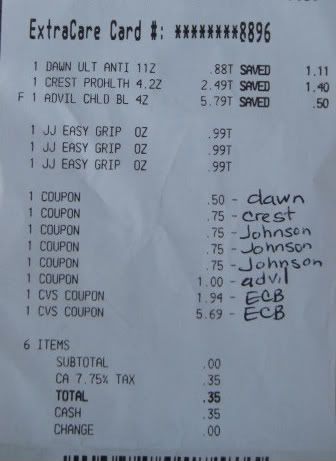 ExtraCare Card #: ********8896
1 DAWN ULT ANTI 11Z .88T SAVED 1.11
1 CREST PROHLTH 4.2Z 2.49T SAVED 1.40
F 1 ADVIL CHLD BL 4Z 5.79T SAVED .50
1 JJ EASY GRIP OZ .99T
1 JJ EASY GRIP OZ .99T
1 JJ EASY GRIP OZ .99T
1 COUPON .50 - dawn
1 COUPON .75 - crest
1 COUPON .75 - Johnson
1 COUPON .75 - Johnson
1 COUPON .75 - Johnson
1 COUPON 1.00 - advil
1 CVS COUPON 1.94 - ECB
1 CVS COUPON 5.69 - ECB
6 ITEMS
SUBTOTAL .00
CA 7.75% TAX .35
TOTAL .35
CASH .35
CHANGE .00